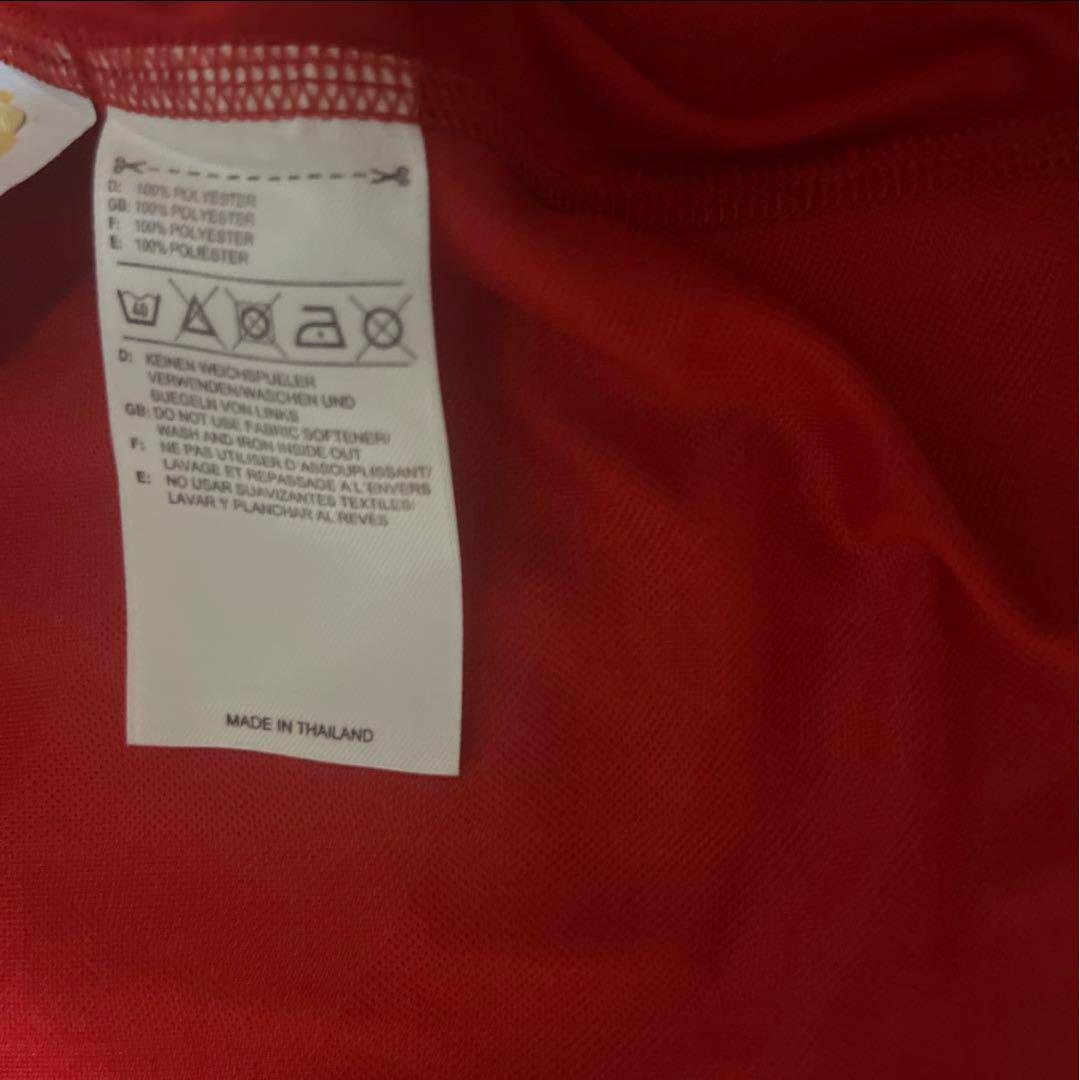 D: 100% POLYESTER
GB: 100% POLYESTER
F: 100% POLYESTER
E: 100% POLIÉSTER
40
D: KEINEN WEICHSPUELER
VERWENDEN/WASCHEN UND
BUEGELN VON LINKS
GB: DO NOT USE FABRIC SOFTENER/
WASH AND IRON INSIDE OUT
F: NE PAS UTILISER D'ASSOUPLISSANT/
LAVAGE ET REPASSAGE A L'ENVERS
E: NO USAR SUAVIZANTES TEXTILES/
LAVAR Y PLANCHAR AL REVÉS
MADE IN THAILAND